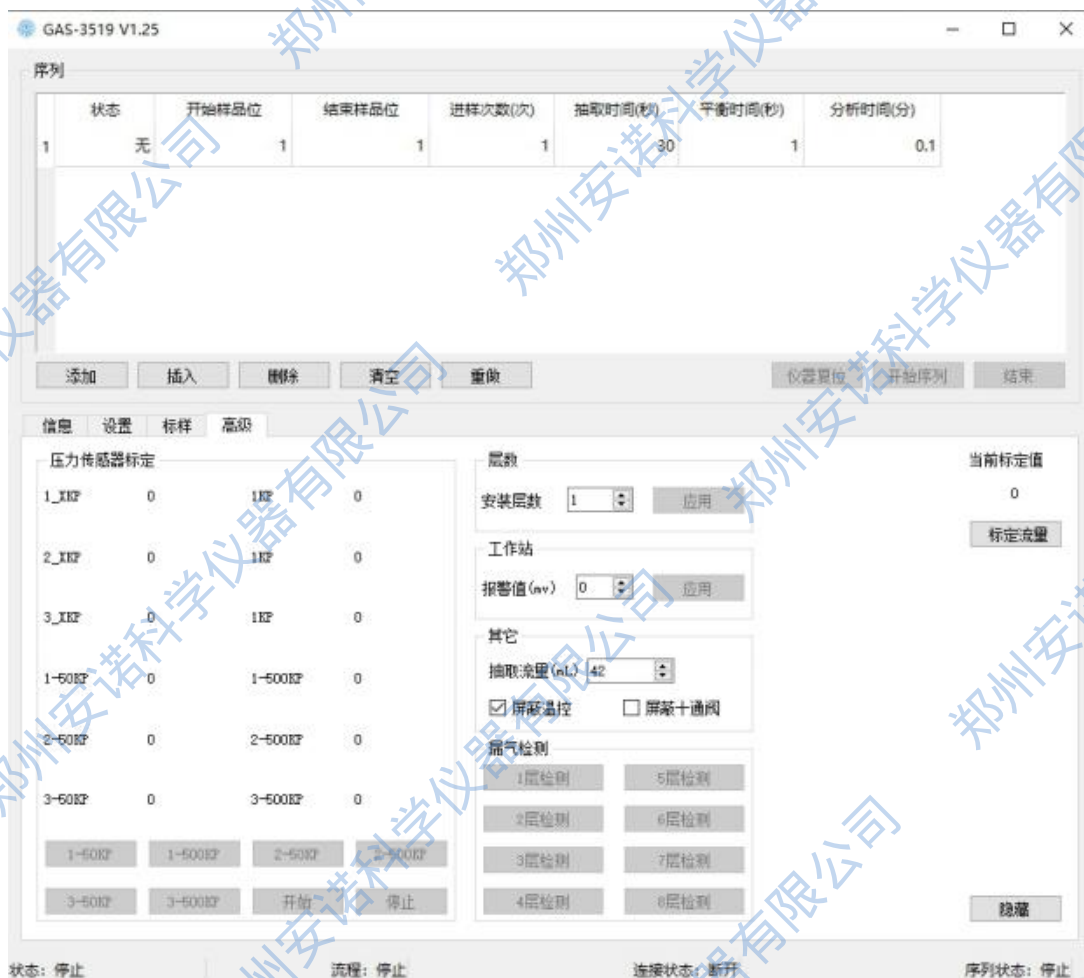 GAS-3519 V1.25
序列
状态 开始样品位 结束样品位 进样次数(次) 抽取时间(秒) 平衡时间(秒) 分析时间(分)
1 无 1 1 1 30 1 0.1
添加 插入 删除 清空 重做 仪器复位 开始序列 结束
信息 设置 标样 高级
压力传感器标定 层数 当前标定值
1_XKP 0 1KP 0 安装层数 1 应用 0
标定流量
2_XKP 0 1KP 0 工作站
报警值(mv) 0 应用
3_XKP 0 1KP 0 其它
1-50KP 0 1-500KP 0 抽取流里(mL) 42
屏蔽温控 屏蔽十通阀
2-50KP 0 2-500KP 0 漏气检测
1层检测 5层检测
3-50KP 0 3-500KP 0 2层检测 6层检测
1-50KP 1-500KP 2-50KP 2-500KP 3层检测 7层检测
3-50KP 3-500KP 开始 停止 4层检测 8层检测 隐藏
状态: 停止 流程: 停止 连接状态: 断开 序列状态: 停止
郑州安诺科学仪器有限公司